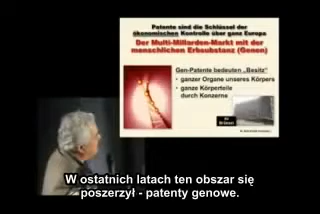 Patente sind die Schlüssel der
ökonomischen Kontrolle über ganz Europa
Der Multi-Milliarden-Markt mit der
menschlichen Erbsubstanz (Genen)
Gen-Patente bedeuten „Besitz"
• ganzer Organe unseres Körpers
• ganze Körperteile
durch Konzerne
W ostatnich latach ten obszar się
poszerzył - patenty genowe.